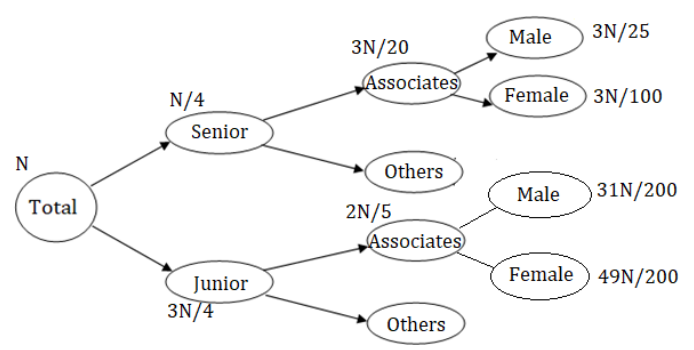 3N/20
Male 3N/25
Associates
N/4
Female 3N/100
Senior
N
Others
Total
2N/5
Male 31N/200
Associates
Junior
Female 49N/200
3N/4
Others